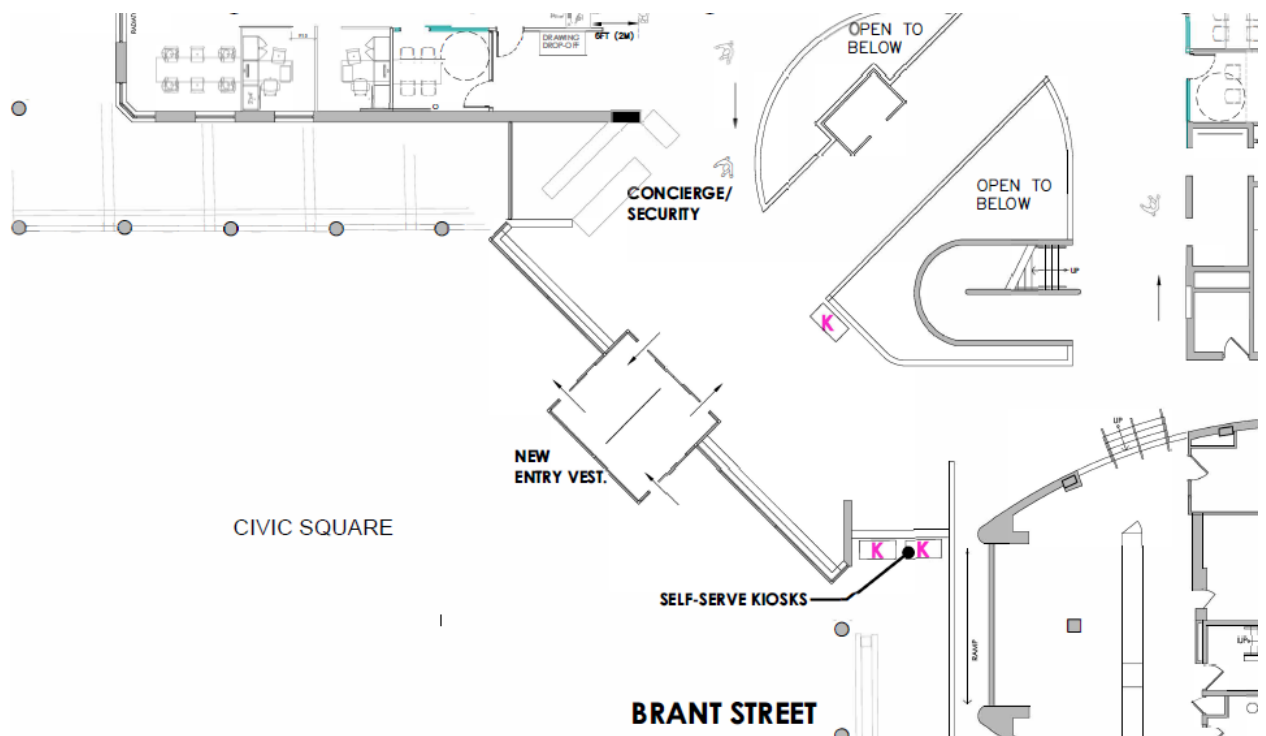 RADIA
DRAWING
DROP-OFF
6FT (2M)
OPEN TO
BELOW
CONCIERGE/
SECURITY
OPEN TO
BELOW
UP
K
NEW
ENTRY VEST.
UP
CIVIC SQUARE
K K
SELF-SERVE KIOSKS
RAMP
UP
BRANT STREET